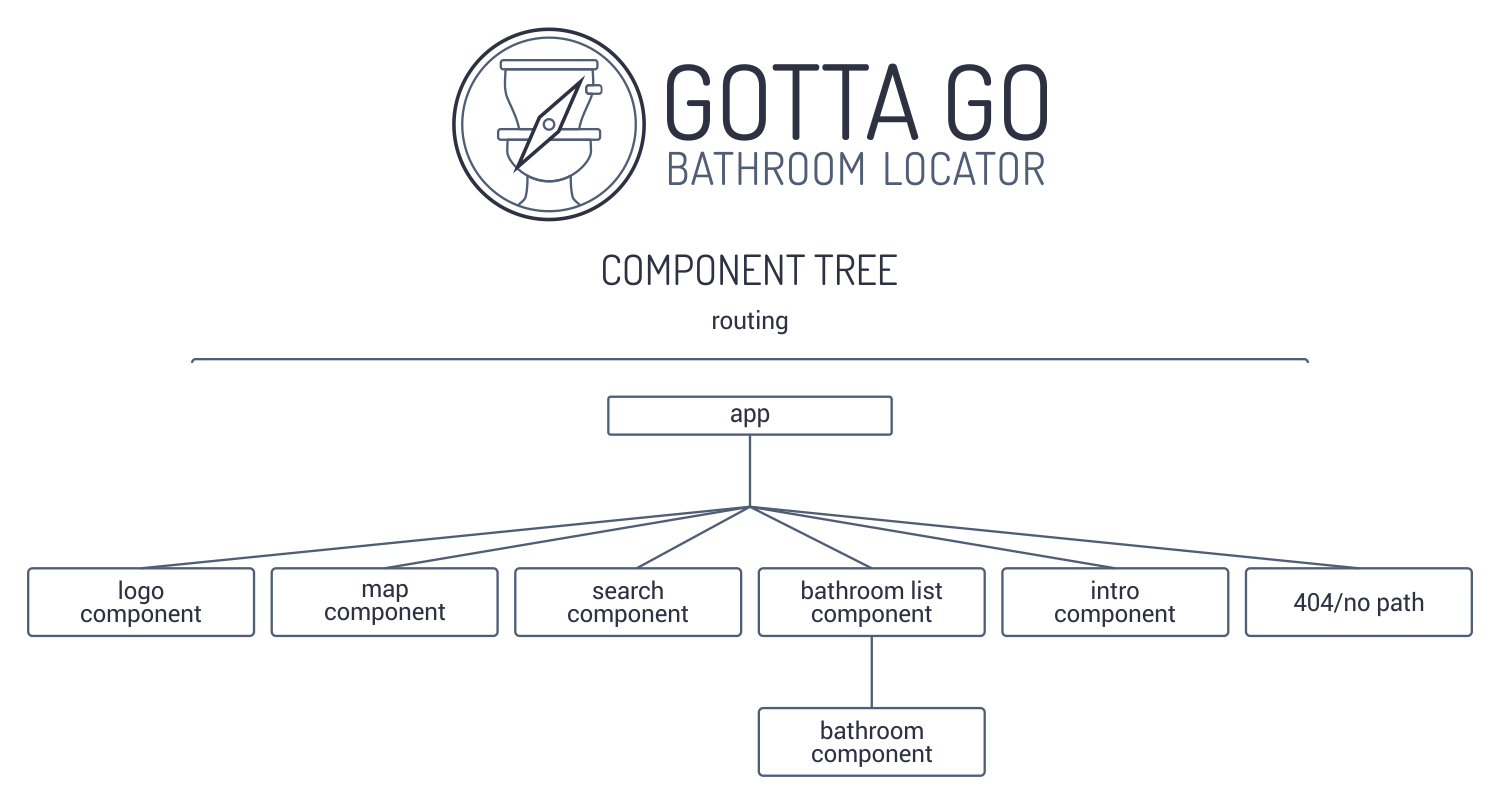 GOTTA GO
BATHROOM LOCATOR
COMPONENT TREE
routing
app
logo
component
map
component
search
component
bathroom list
component
intro
component
404/no path
bathroom
component